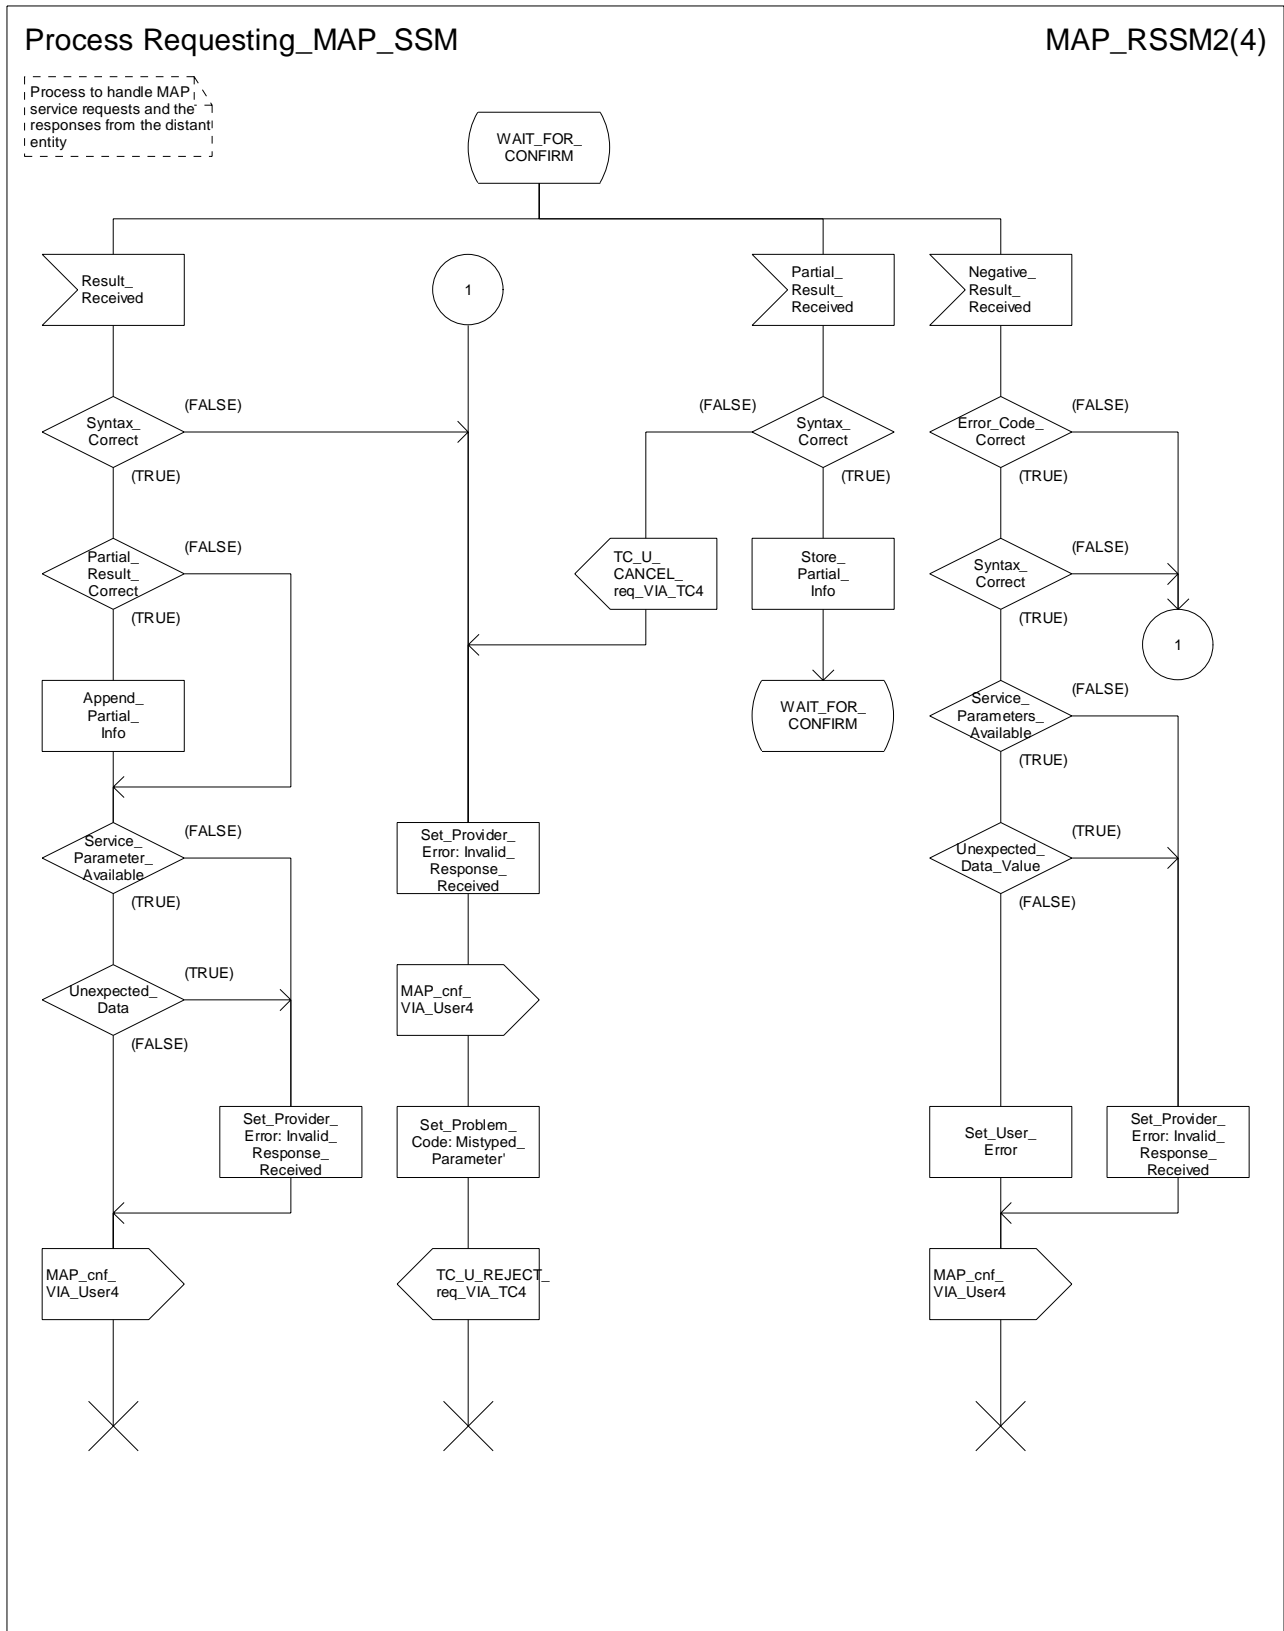 Process Requesting_MAP_SSM
MAP_RSSM2(4)
Process to handle MAP
service requests and the
responses from the distant
entity
WAIT_FOR_
CONFIRM
Result_
Received
1
Partial_
Result_
Received
Negative_
Result_
Received
Syntax_
Correct
(FALSE)
(TRUE)
(FALSE)
Syntax_
Correct
(TRUE)
Error_Code_
Correct
(FALSE)
(TRUE)
Partial_
Result_
Correct
(FALSE)
(TRUE)
TC_U_
CANCEL_
req_VIA_TC4
Store_
Partial_
Info
Syntax_
Correct
(FALSE)
(TRUE)
1
Append_
Partial_
Info
WAIT_FOR_
CONFIRM
Service_
Parameters_
Available
(FALSE)
(TRUE)
Service_
Parameter_
Available
(FALSE)
(TRUE)
Set_Provider_
Error: Invalid_
Response_
Received
Unexpected_
Data_Value
(TRUE)
(FALSE)
Unexpected_
Data
(TRUE)
(FALSE)
MAP_cnf_
VIA_User4
Set_Provider_
Error: Invalid_
Response_
Received
Set_Problem_
Code: Mistyped_
Parameter'
Set_User_
Error
Set_Provider_
Error: Invalid_
Response_
Received
MAP_cnf_
VIA_User4
TC_U_REJECT_
req_VIA_TC4
MAP_cnf_
VIA_User4